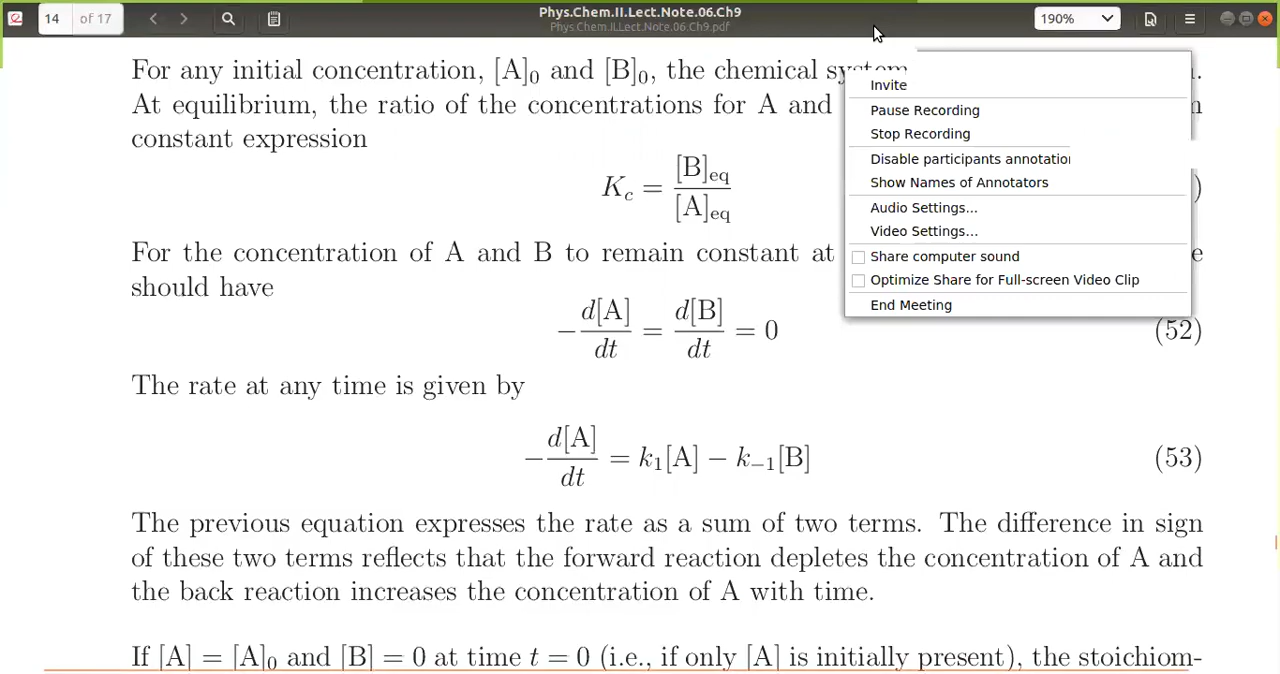 14 of 17
Phys.Chem.II.Lect.Note.06.Ch9
Phys.Chem.II.Lect.Note.06.Ch9.pdf
190%
For any initial concentration, [A]₀ and [B]₀, the chemical system
At equilibrium, the ratio of the concentrations for A and
constant expression
K_c = [B]_eq / [A]_eq )
For the concentration of A and B to remain constant at
should have
−d[A]/dt = d[B]/dt = 0 (52)
The rate at any time is given by
−d[A]/dt = k₁[A] − k₋₁[B] (53)
The previous equation expresses the rate as a sum of two terms. The difference in sign
of these two terms reflects that the forward reaction depletes the concentration of A and
the back reaction increases the concentration of A with time.
If [A] = [A]₀ and [B] = 0 at time t = 0 (i.e., if only [A] is initially present), the stoichiom-
Invite
Pause Recording
Stop Recording
Disable participants annotation
Show Names of Annotators
Audio Settings...
Video Settings...
Share computer sound
Optimize Share for Full-screen Video Clip
End Meeting